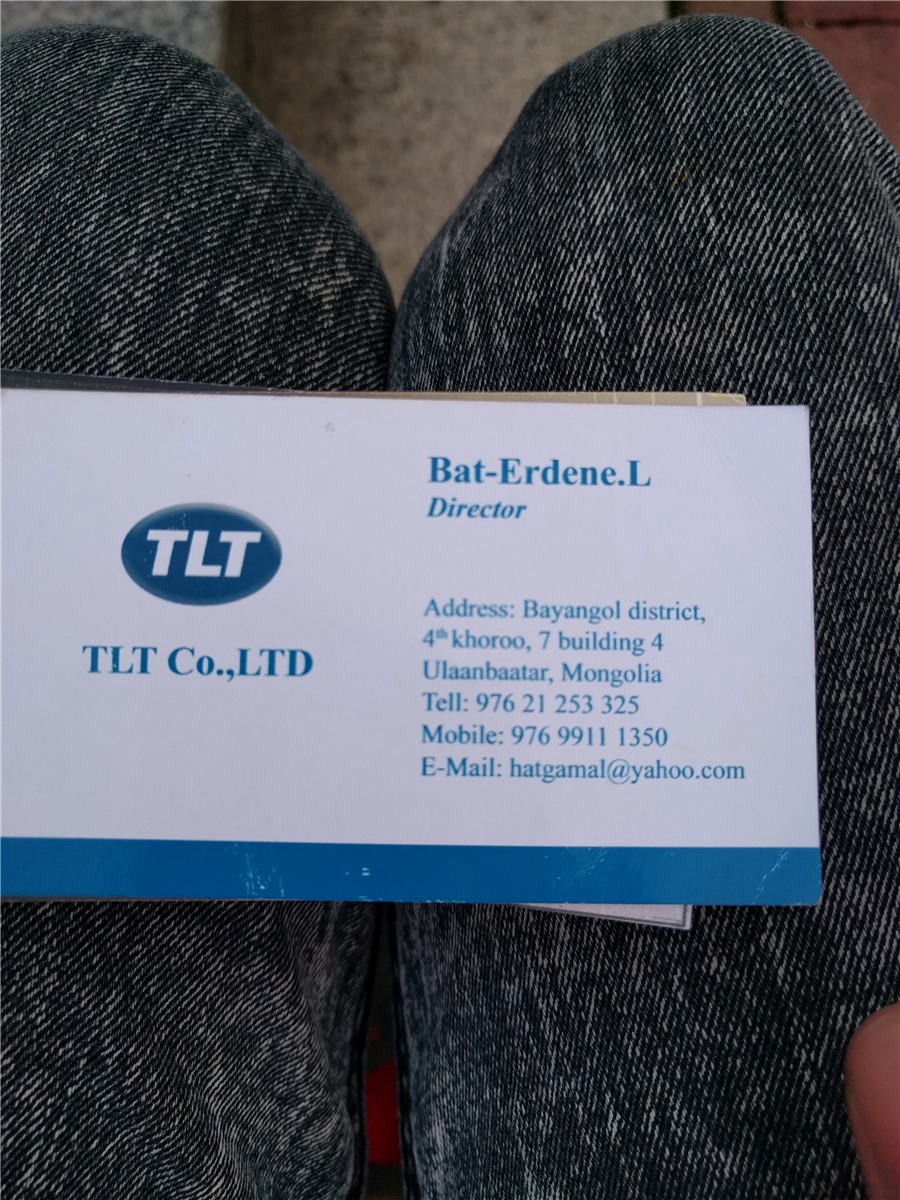 TLT
TLT Co.,LTD
Bat-Erdene.L
Director
Address: Bayangol district,
4th khoroo, 7 building 4
Ulaanbaatar, Mongolia
Tell: 976 21 253 325
Mobile: 976 9911 1350
E-Mail: hatgamal@yahoo.com